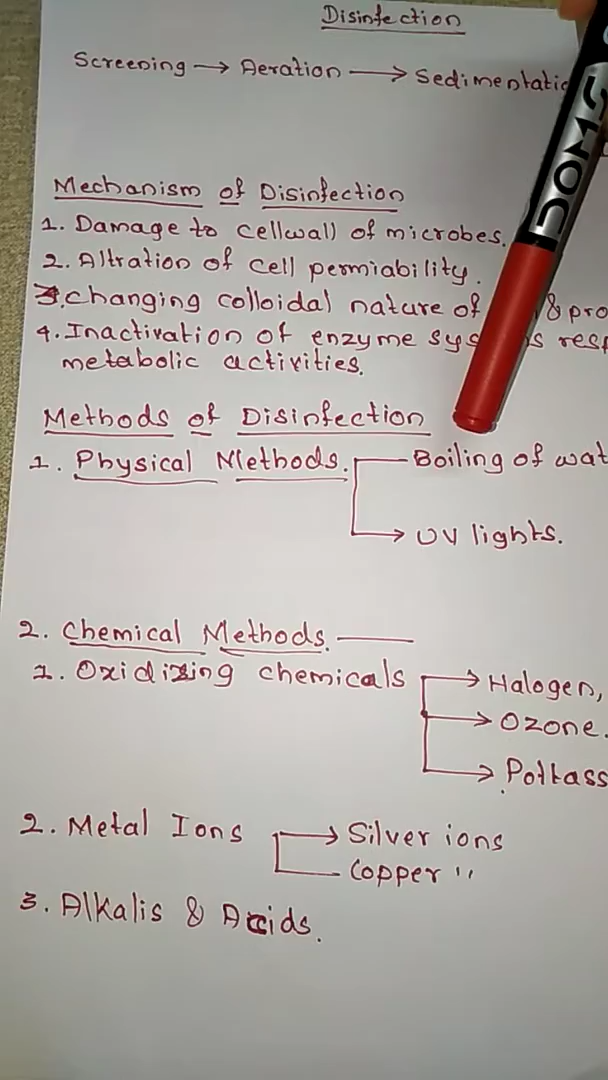 Disinfection
Screening → Aeration → Sedimentatio
Mechanism of Disinfection
1. Damage to cellwall of microbes.
2. Altration of cell permiability.
3. changing colloidal nature of & pro
4. Inactivation of enzyme sys s resp
metabolic activities.
Methods of Disinfection
1. Physical Methods. Boiling of wat
→ UV lights.
2. Chemical Methods.
1. Oxidizing chemicals → Halogen,
→ Ozone.
→ Pottass
2. Metal Ions → Silver ions
Copper "
3. Alkalis & Acids.
DOMS